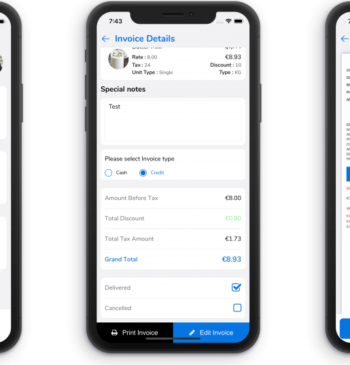 7:43
Invoice Details
€8.93
Rate : 8.00
Tax : 24
Discount : 10
Unit Type : Single
Type : KG
Special notes
Test
Please select Invoice type
Cash
Credit
Amount Before Tax €8.00
Total Discount €0.80
Total Tax Amount €1.73
Grand Total €8.93
Delivered
Cancelled
Print Invoice
Edit Invoice